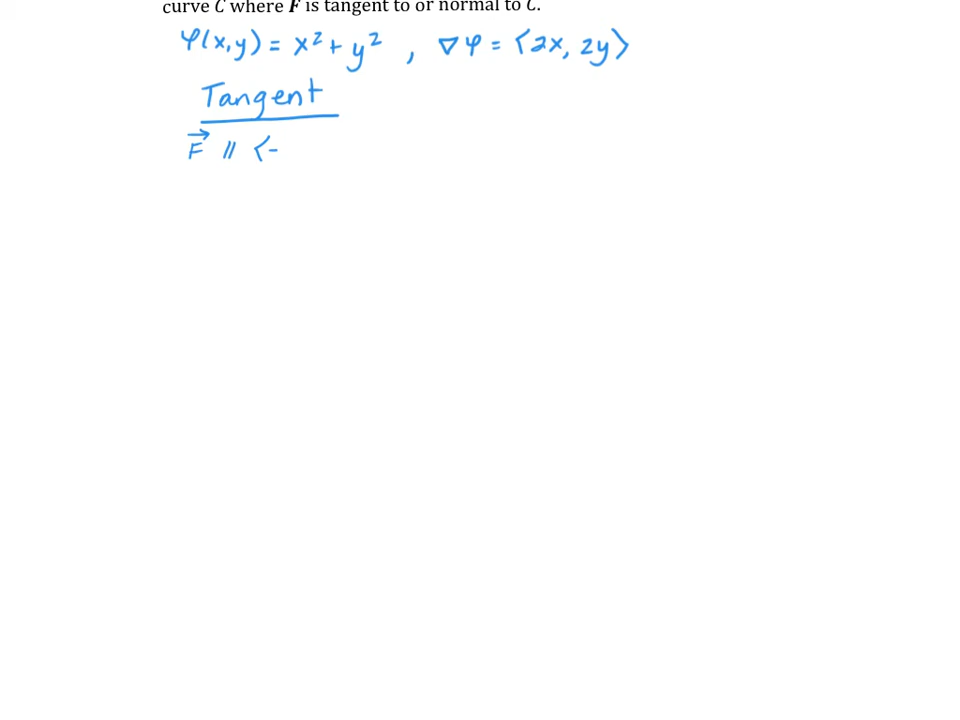 curve C where F is tangent to or normal to C.
φ(x,y) = x² + y² , ∇φ = ⟨2x, 2y⟩
Tangent
F⃗ // ⟨-